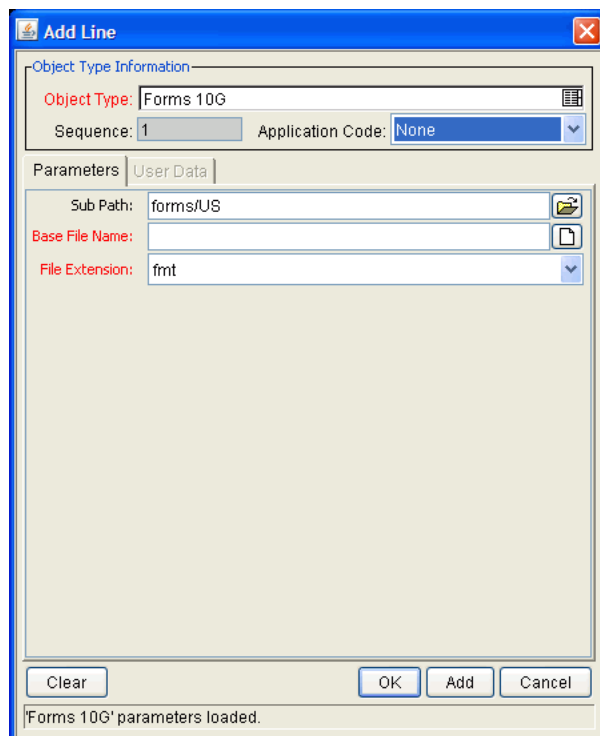 Add Line
Object Type Information
Object Type: Forms 10G
Sequence: 1 Application Code: None
Parameters User Data
Sub Path: forms/US
Base File Name:
File Extension: fmt
Clear OK Add Cancel
'Forms 10G' parameters loaded.